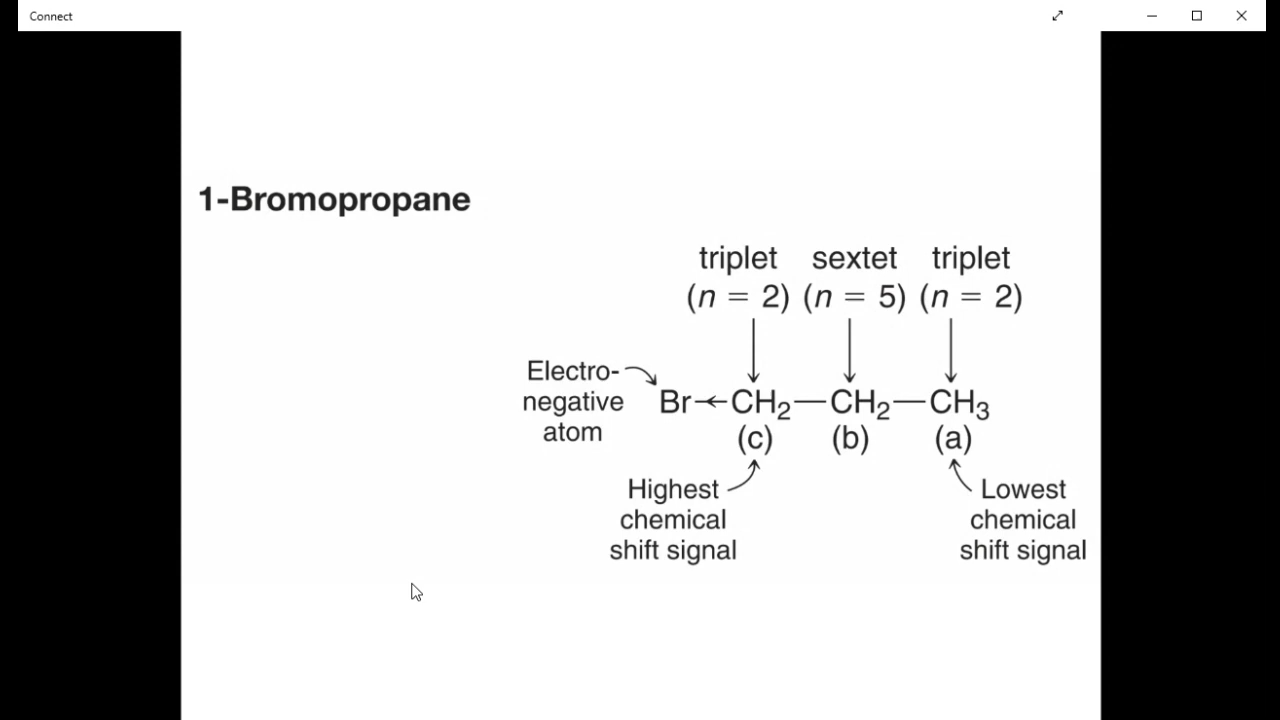 Connect
1-Bromopropane
triplet sextet triplet
(n = 2) (n = 5) (n = 2)
Electro-
negative
atom
Br←CH₂—CH₂—CH₃
(c) (b) (a)
Highest
chemical
shift signal
Lowest
chemical
shift signal